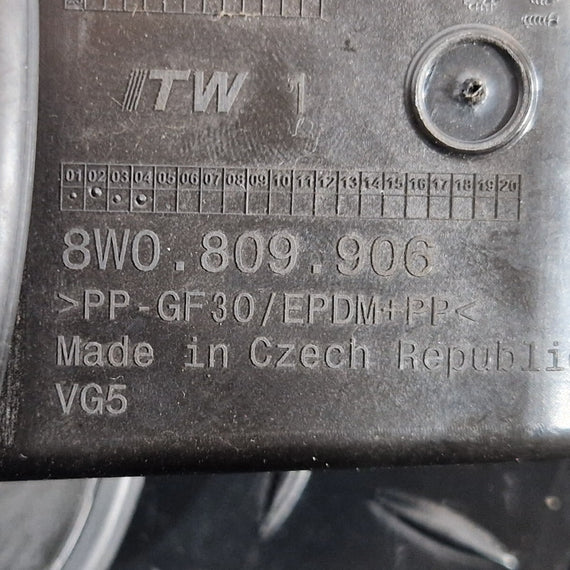 ITW 1
01 02 03 04 05 06 07 08 09 10 11 12 13 14 15 16 17 18 19 20
8W0.809.906
>PP-GF30/EPDM+PP<
Made in Czech Republic
VG5